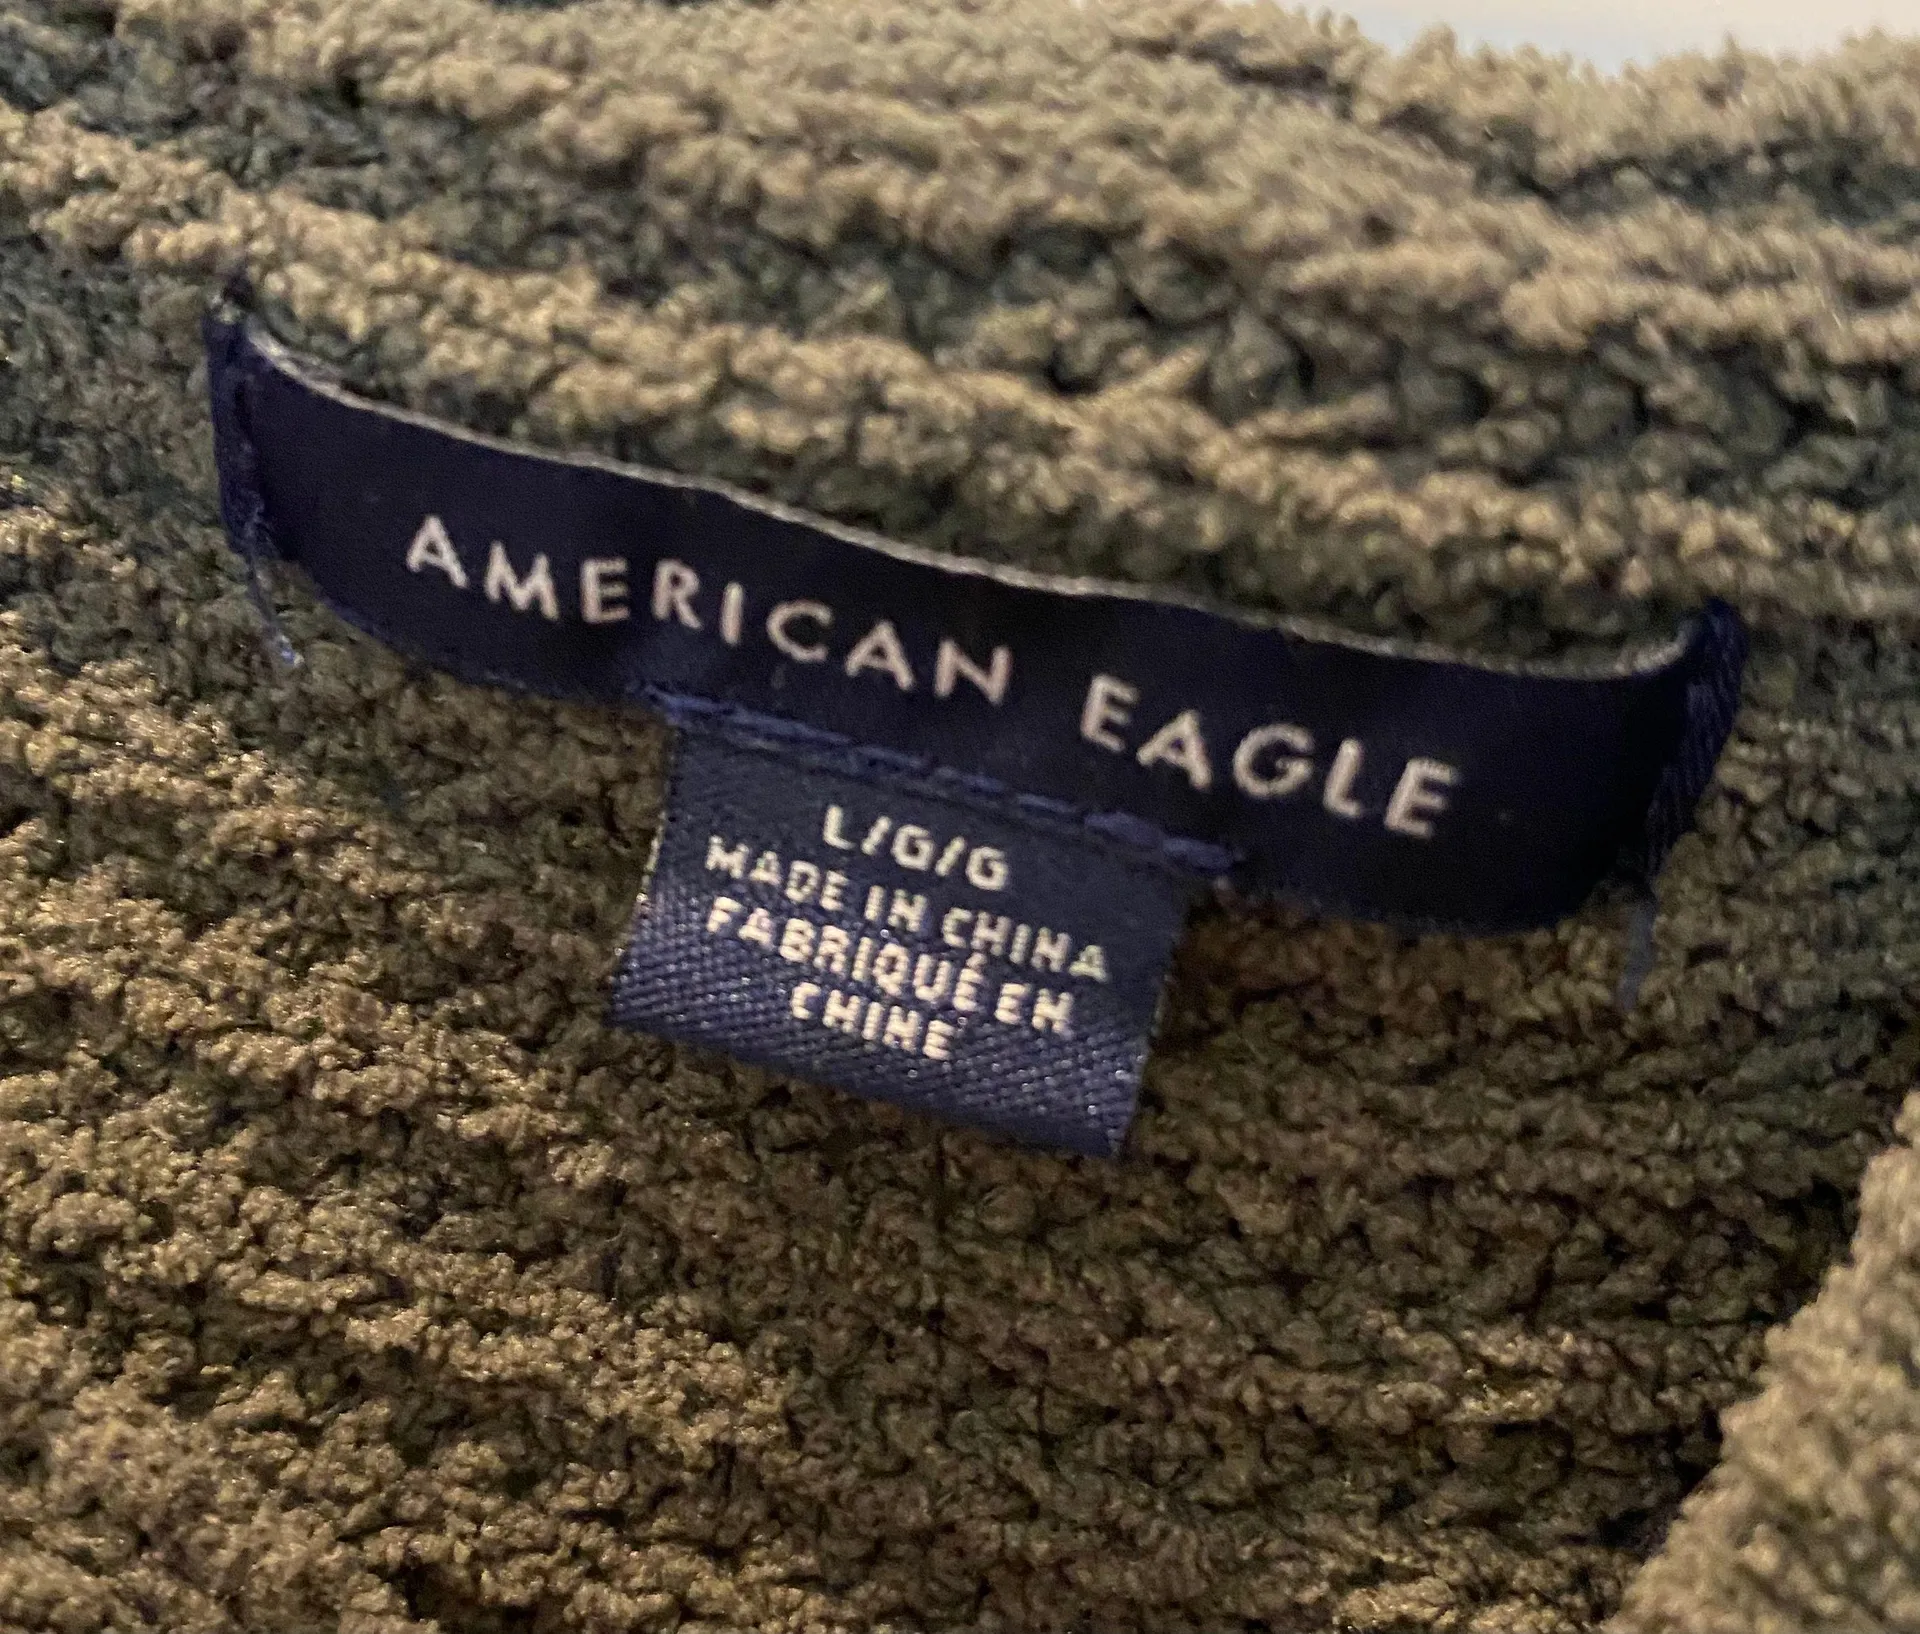 AMERICAN EAGLE
L/G/G
MADE IN CHINA
FABRIQUÉ EN
CHINE